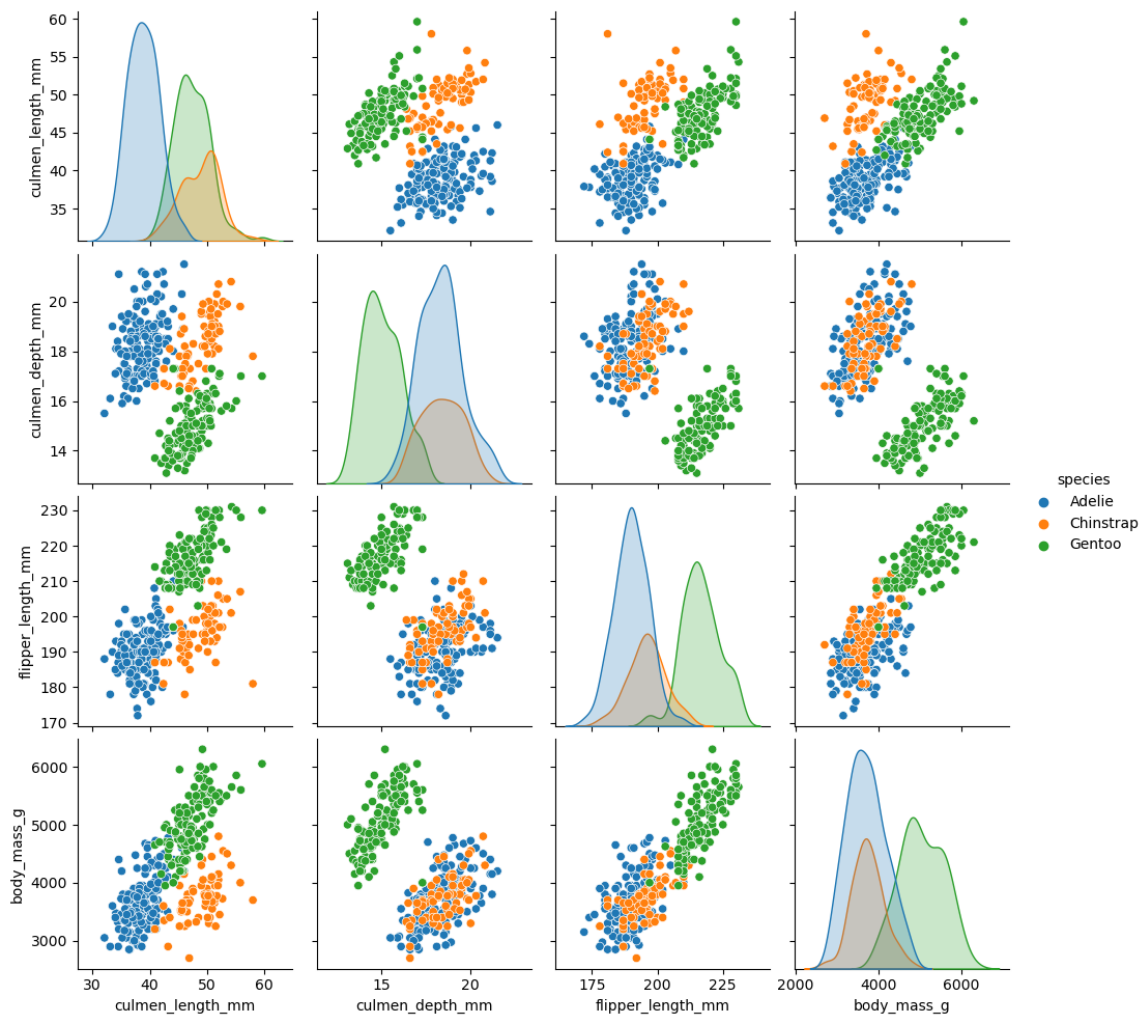 60
55
50
45
40
35
culmen_length_mm
20
18
16
14
culmen_depth_mm
species
Adelie
Chinstrap
Gentoo
230
220
210
200
190
180
170
flipper_length_mm
6000
5000
4000
3000
body_mass_g
30 40 50 60 15 20 175 200 225 2000 4000 6000
culmen_length_mm culmen_depth_mm flipper_length_mm body_mass_g